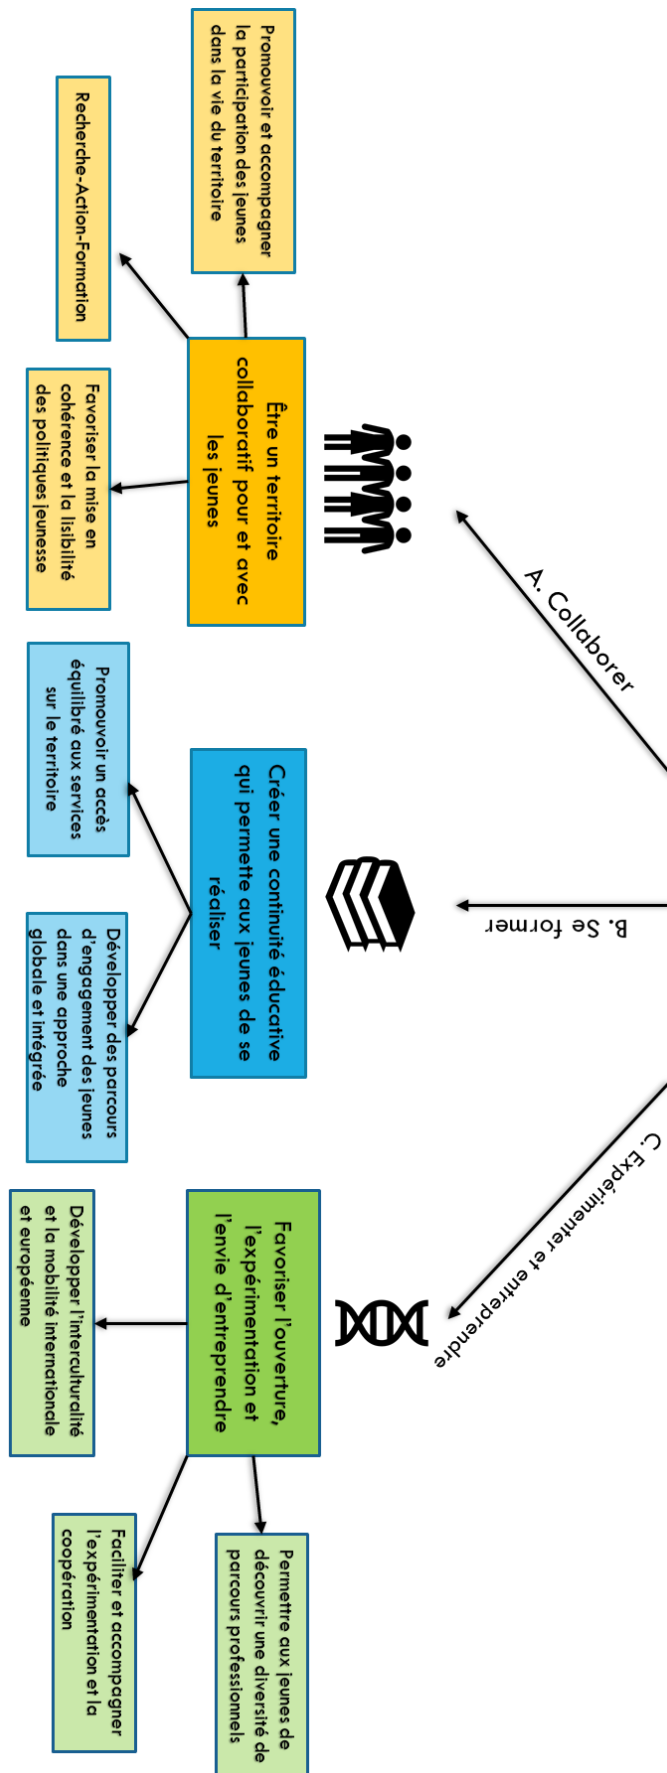 A. Collaborer
B. Se former
C. Expérimenter et entreprendre
Être un territoire
collaboratif pour et avec
les jeunes
Promouvoir et accompagner
la participation des jeunes
dans la vie du territoire
Recherche-Action-Formation
Favoriser la mise en
cohérence et la lisibilité
des politiques jeunesse
Créer une continuité éducative
qui permette aux jeunes de se
réaliser
Promouvoir un accès
équilibré aux services
sur le territoire
Développer des parcours
d'engagement des jeunes
dans une approche
globale et intégrée
Favoriser l'ouverture,
l'expérimentation et
l'envie d'entreprendre
Développer l'interculturalité
et la mobilité internationale
et européenne
Faciliter et accompagner
l'expérimentation et la
coopération
Permettre aux jeunes de
découvrir une diversité de
parcours professionnels